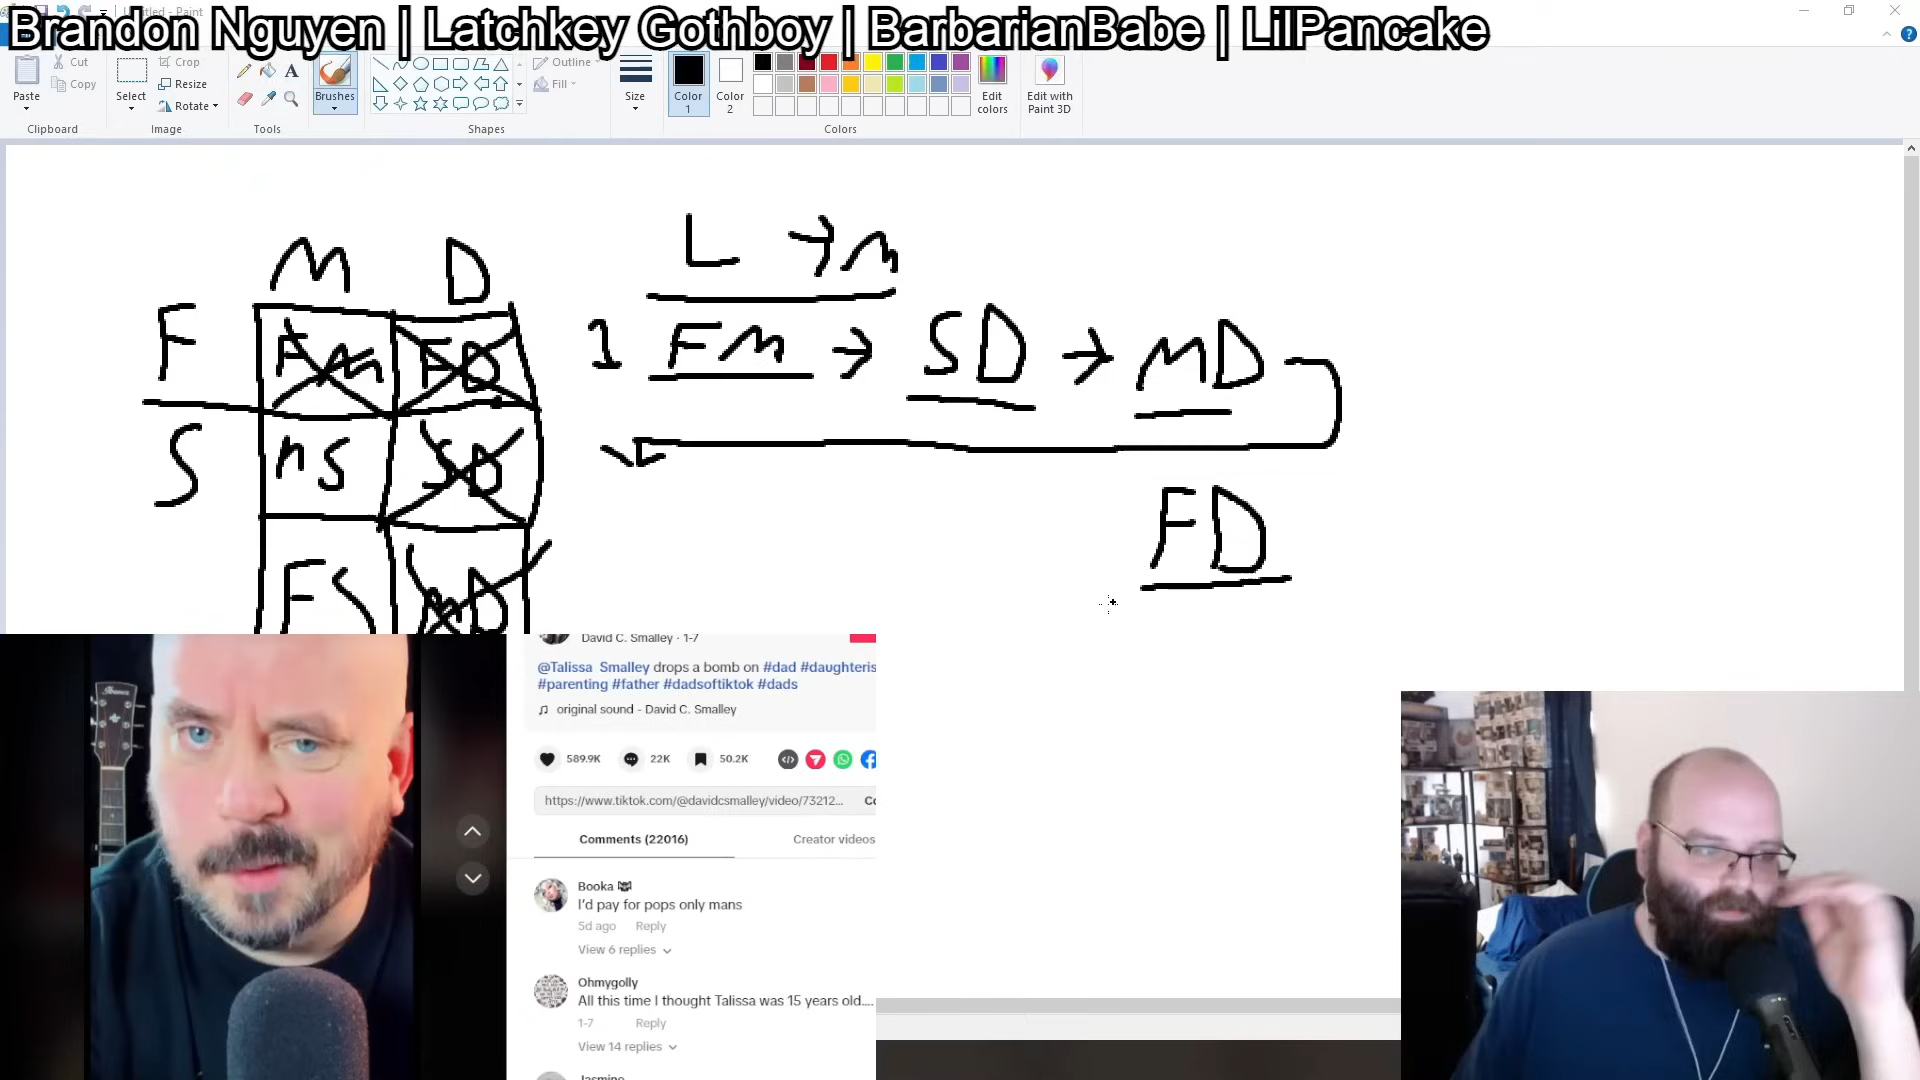 Untitled - Paint
Brandon Nguyen | Latchkey Gothboy | BarbarianBabe | LilPancake
Paste
Cut
Copy
Clipboard
Select
Crop
Resize
Rotate
Image
Tools
Brushes
Shapes
Outline
Fill
Size
Color 1
Color 2
Colors
Edit colors
Edit with Paint 3D
M D
F FM FD
S MS SD
FS MD
L → M
1 FM → SD → MD
FD
David C. Smalley · 1-7
@Talissa Smalley drops a bomb on #dad #daughteris
#parenting #father #dadsoftiktok #dads
♫ original sound - David C. Smalley
589.9K 22K 50.2K
https://www.tiktok.com/@davidcsmalley/video/73212... Co
Comments (22016) Creator videos
Booka
I'd pay for pops only mans
5d ago Reply
View 6 replies
Ohmygolly
All this time I thought Talissa was 15 years old....
1-7 Reply
View 14 replies